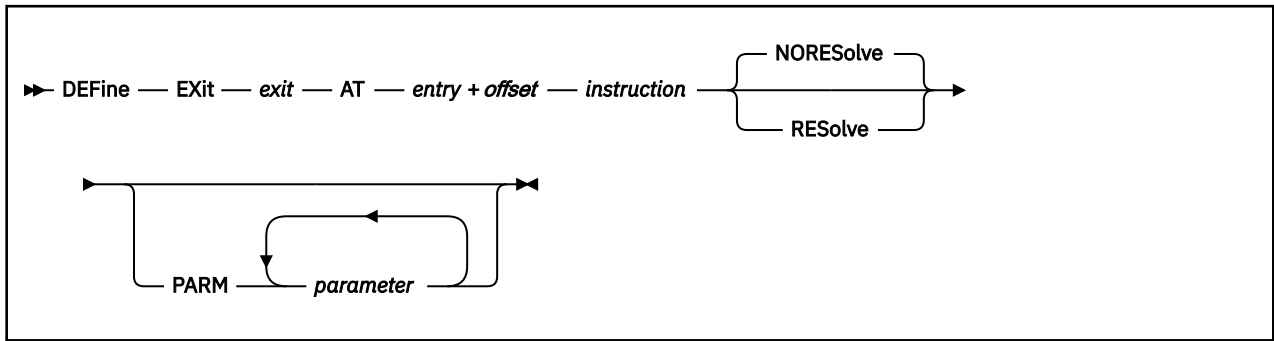 NORESolve
DEFine EXit exit AT entry + offset instruction
RESolve
PARM parameter